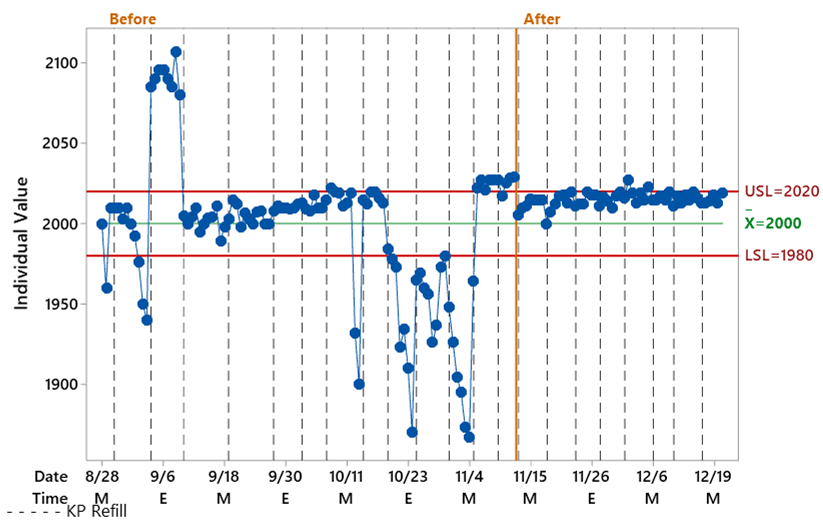 Before After
2100
2050
2000
1950
1900
Individual Value
USL=2020
X̄=2000
LSL=1980
Date 8/28 9/6 9/18 9/30 10/11 10/23 11/4 11/15 11/26 12/6 12/19
Time M E M E M E M M E M M
- - - - - KP Refill